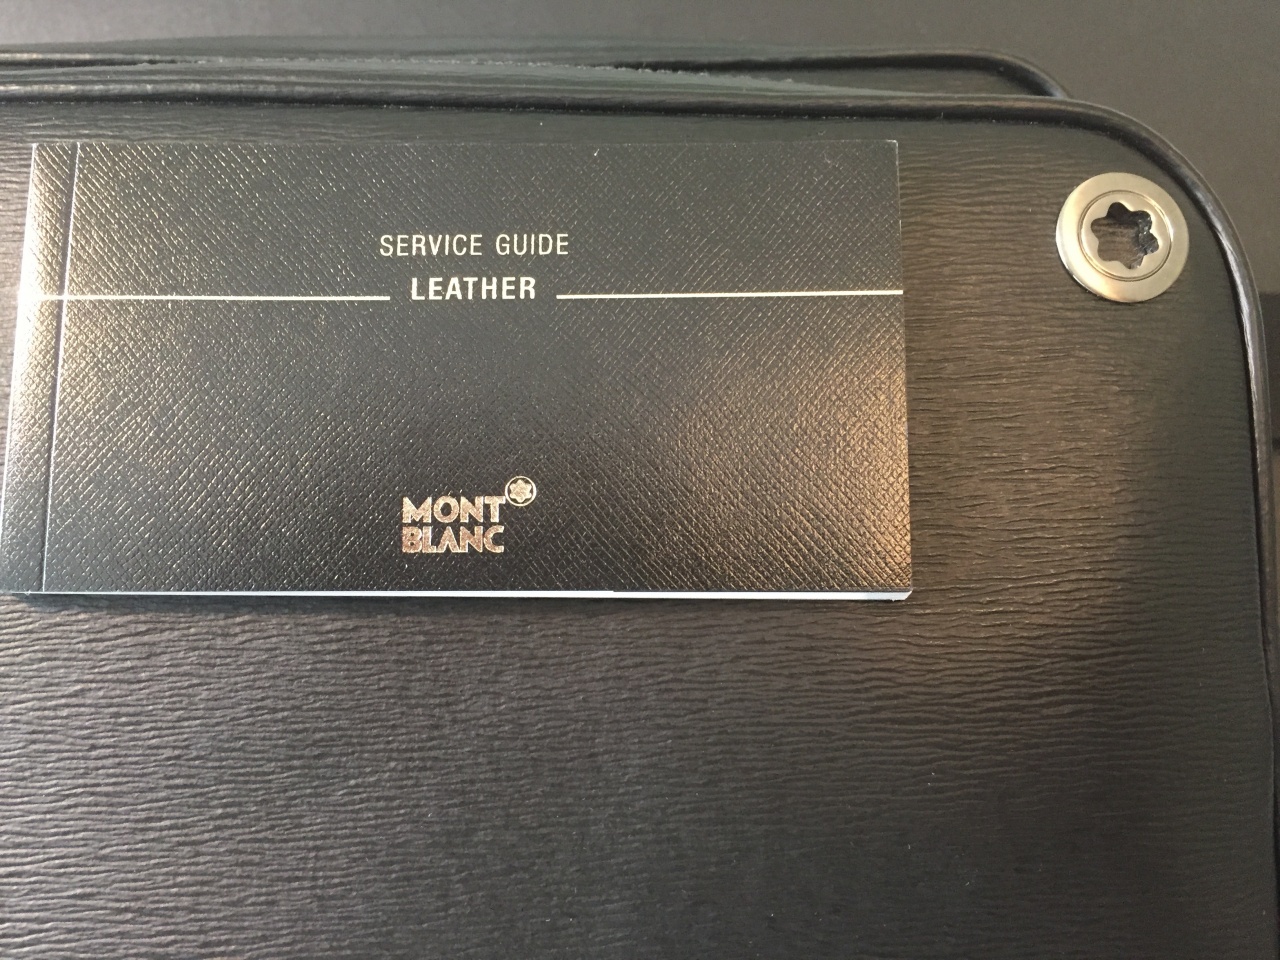 SERVICE GUIDE
LEATHER
MONT
BLANC